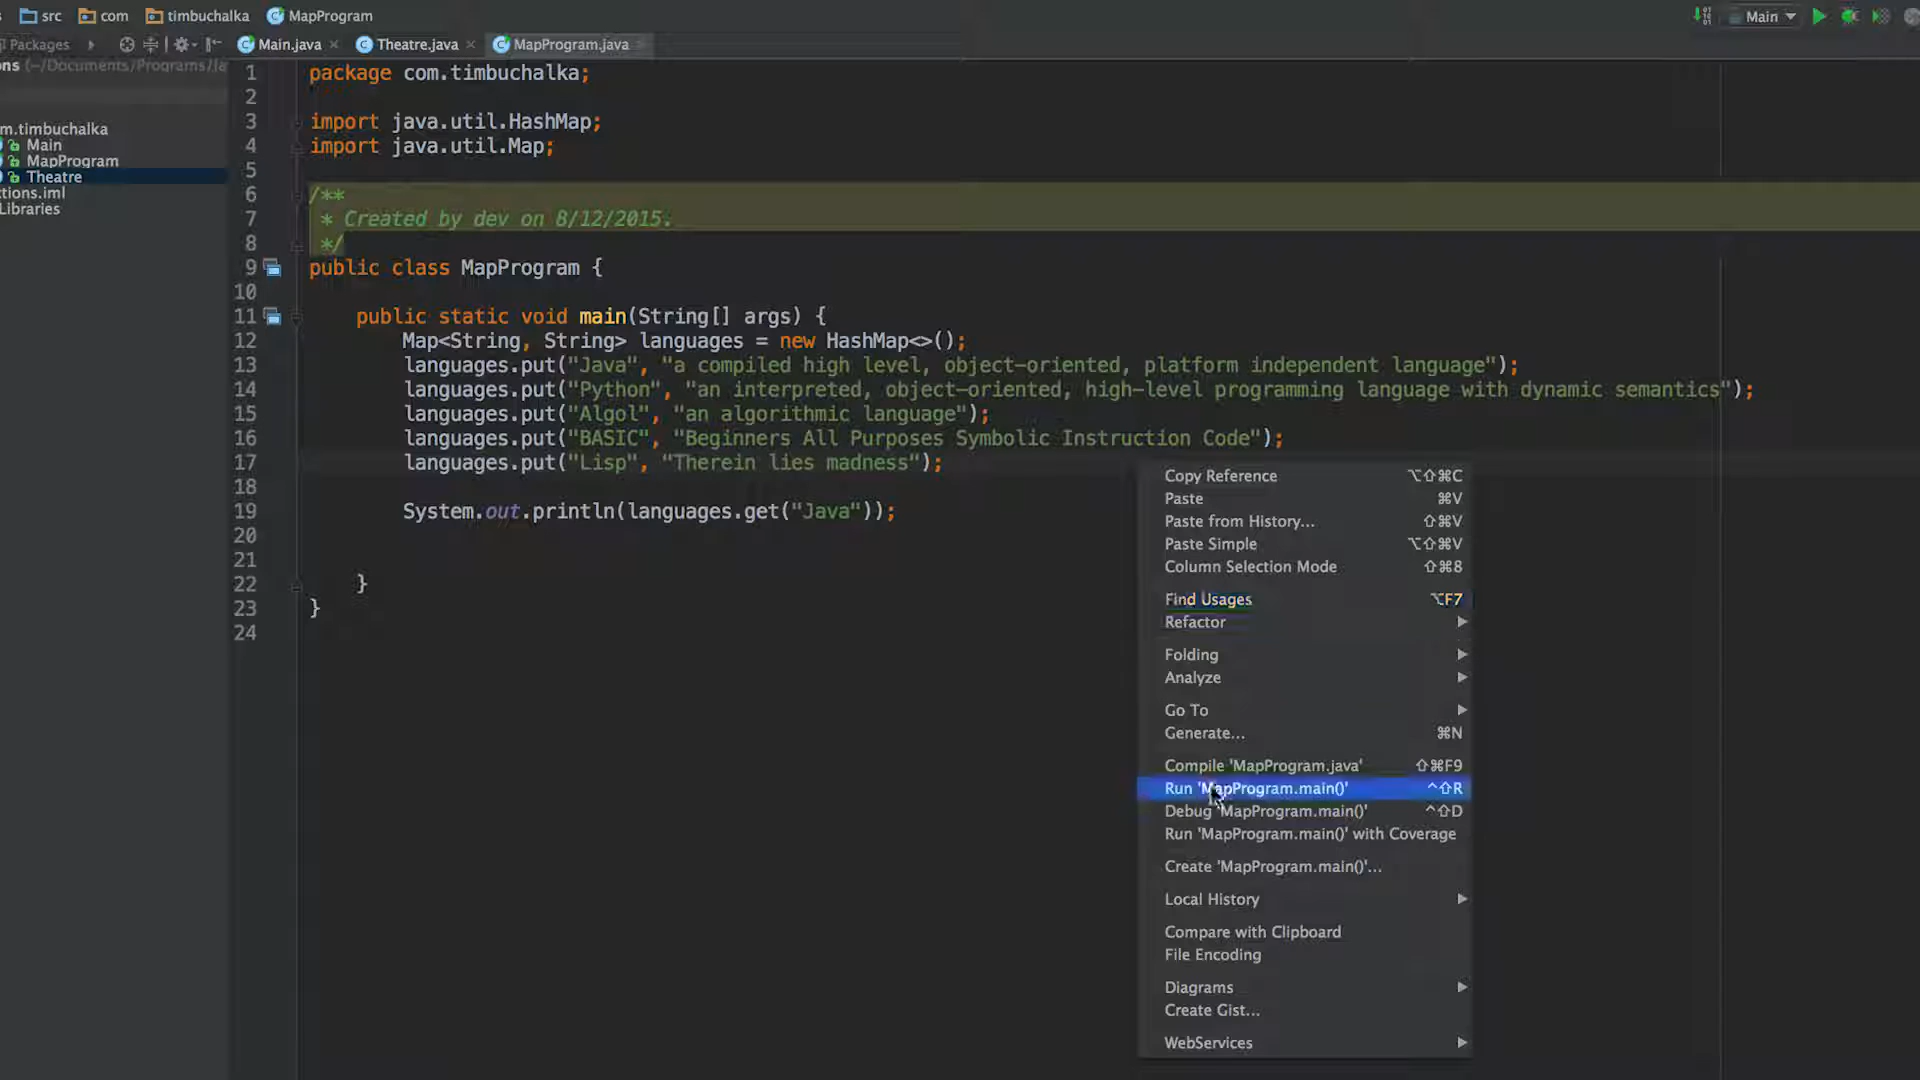 src com timbuchalka MapProgram Main
Packages Main.java Theatre.java MapProgram.java
ons (~/Documents/Programs/Ja
m.timbuchalka
Main
MapProgram
Theatre
tions.iml
Libraries
1 package com.timbuchalka;
2
3 import java.util.HashMap;
4 import java.util.Map;
5
6 /**
7 * Created by dev on 8/12/2015.
8 */
9 public class MapProgram {
10
11 public static void main(String[] args) {
12 Map<String, String> languages = new HashMap<>();
13 languages.put("Java", "a compiled high level, object-oriented, platform independent language");
14 languages.put("Python", "an interpreted, object-oriented, high-level programming language with dynamic semantics");
15 languages.put("Algol", "an algorithmic language");
16 languages.put("BASIC", "Beginners All Purposes Symbolic Instruction Code");
17 languages.put("Lisp", "Therein lies madness");
18
19 System.out.println(languages.get("Java"));
20
21
22 }
23 }
24
Copy Reference ⌥⇧⌘C
Paste ⌘V
Paste from History... ⇧⌘V
Paste Simple ⌥⇧⌘V
Column Selection Mode ⇧⌘8
Find Usages ⌥F7
Refactor
Folding
Analyze
Go To
Generate... ⌘N
Compile 'MapProgram.java' ⇧⌘F9
Run 'MapProgram.main()' ^⇧R
Debug 'MapProgram.main()' ^⇧D
Run 'MapProgram.main()' with Coverage
Create 'MapProgram.main()'...
Local History
Compare with Clipboard
File Encoding
Diagrams
Create Gist...
WebServices